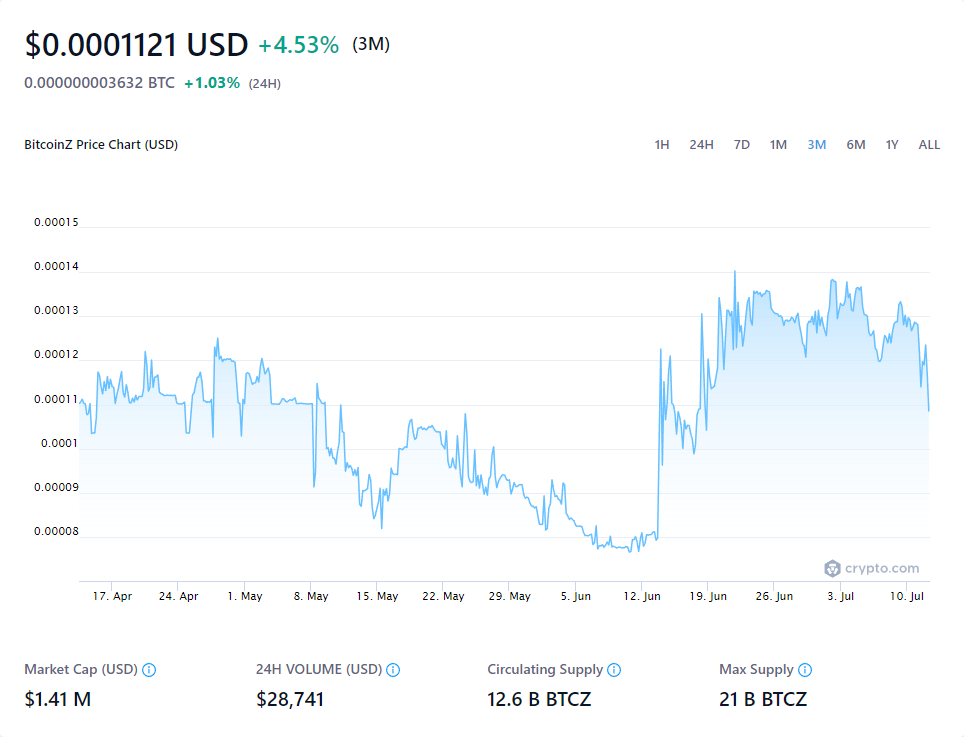 $0.0001121 USD +4.53% (3M)
0.000000003632 BTC +1.03% (24H)
BitcoinZ Price Chart (USD) 1H 24H 7D 1M 3M 6M 1Y ALL
0.00015
0.00014
0.00013
0.00012
0.00011
0.0001
0.00009
0.00008
crypto.com
17. Apr 24. Apr 1. May 8. May 15. May 22. May 29. May 5. Jun 12. Jun 19. Jun 26. Jun 3. Jul 10. Jul
Market Cap (USD) 24H VOLUME (USD) Circulating Supply Max Supply
$1.41 M $28,741 12.6 B BTCZ 21 B BTCZ